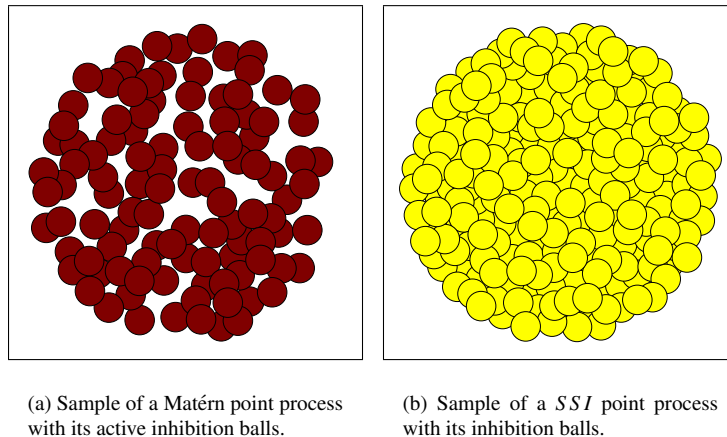 (a) Sample of a Matérn point process
with its active inhibition balls.
(b) Sample of a SSI point process
with its inhibition balls.